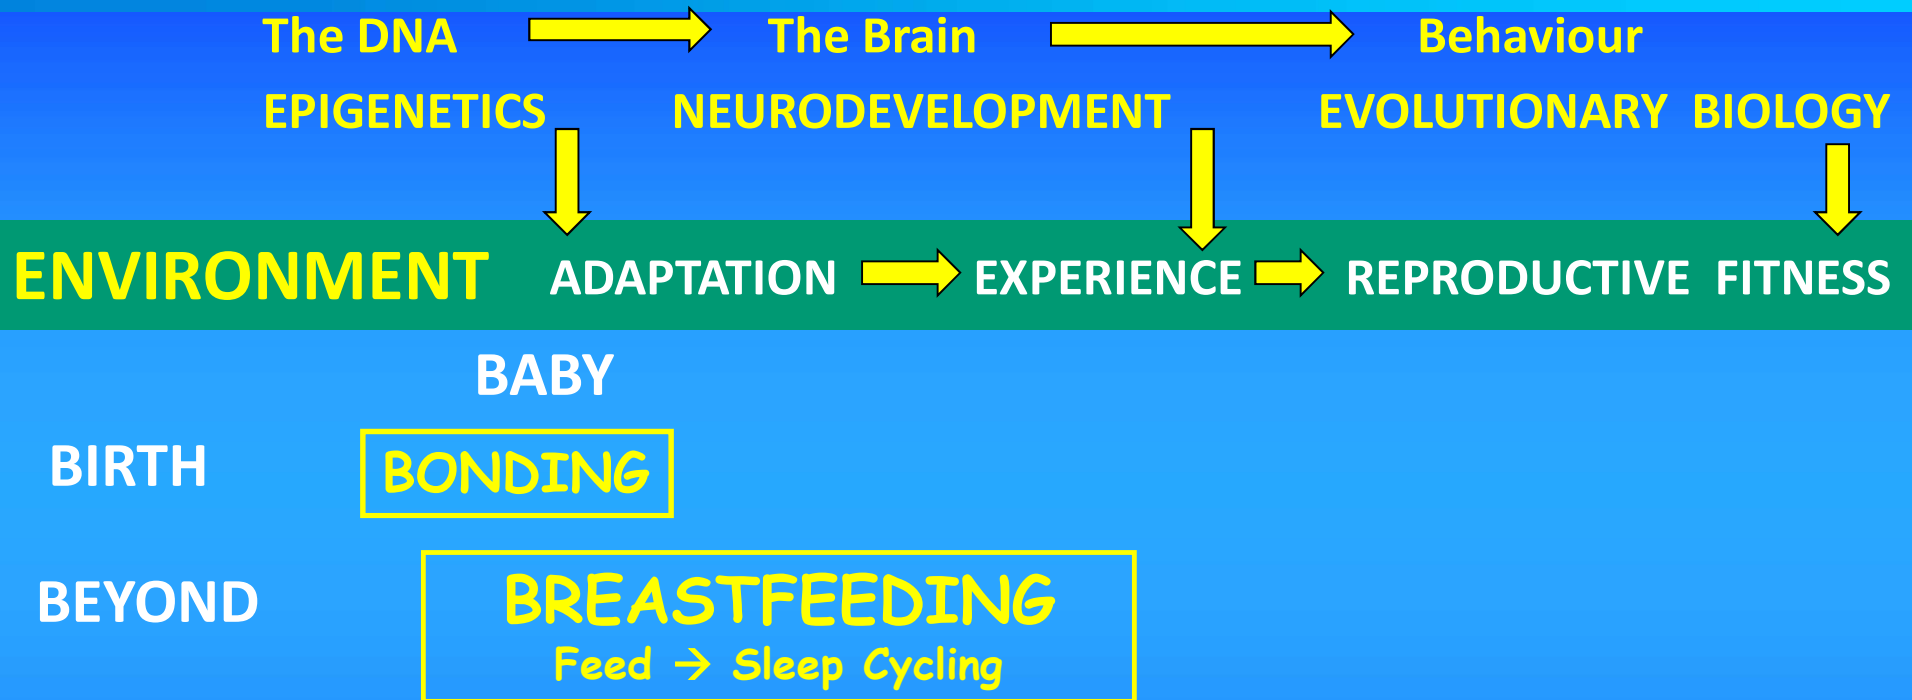 The DNA The Brain Behaviour
EPIGENETICS NEURODEVELOPMENT EVOLUTIONARY BIOLOGY
ENVIRONMENT ADAPTATION EXPERIENCE REPRODUCTIVE FITNESS
BABY
BIRTH BONDING
BEYOND BREASTFEEDING
Feed → Sleep Cycling